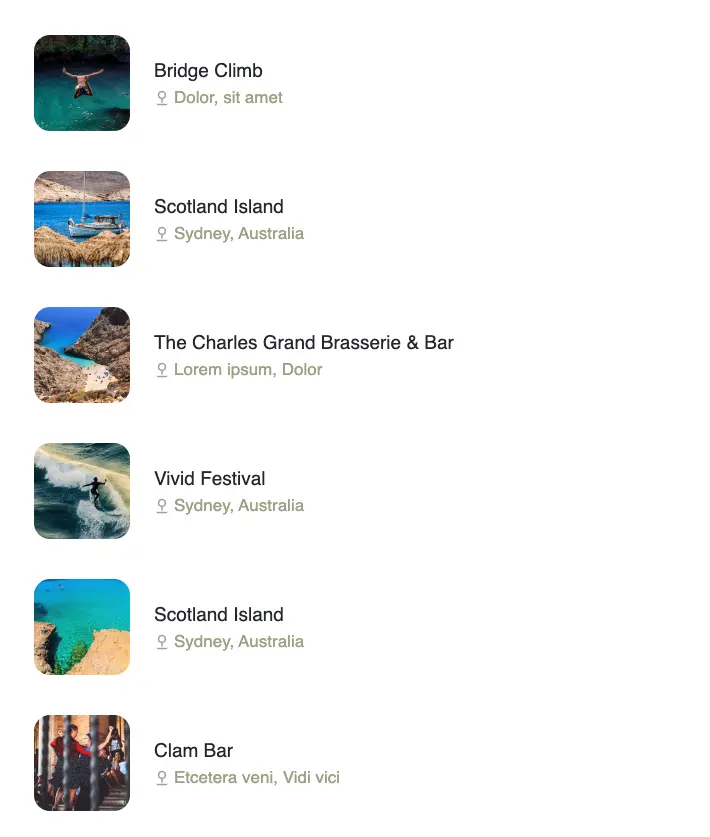 Bridge Climb
Dolor, sit amet
Scotland Island
Sydney, Australia
The Charles Grand Brasserie & Bar
Lorem ipsum, Dolor
Vivid Festival
Sydney, Australia
Scotland Island
Sydney, Australia
Clam Bar
Etcetera veni, Vidi vici